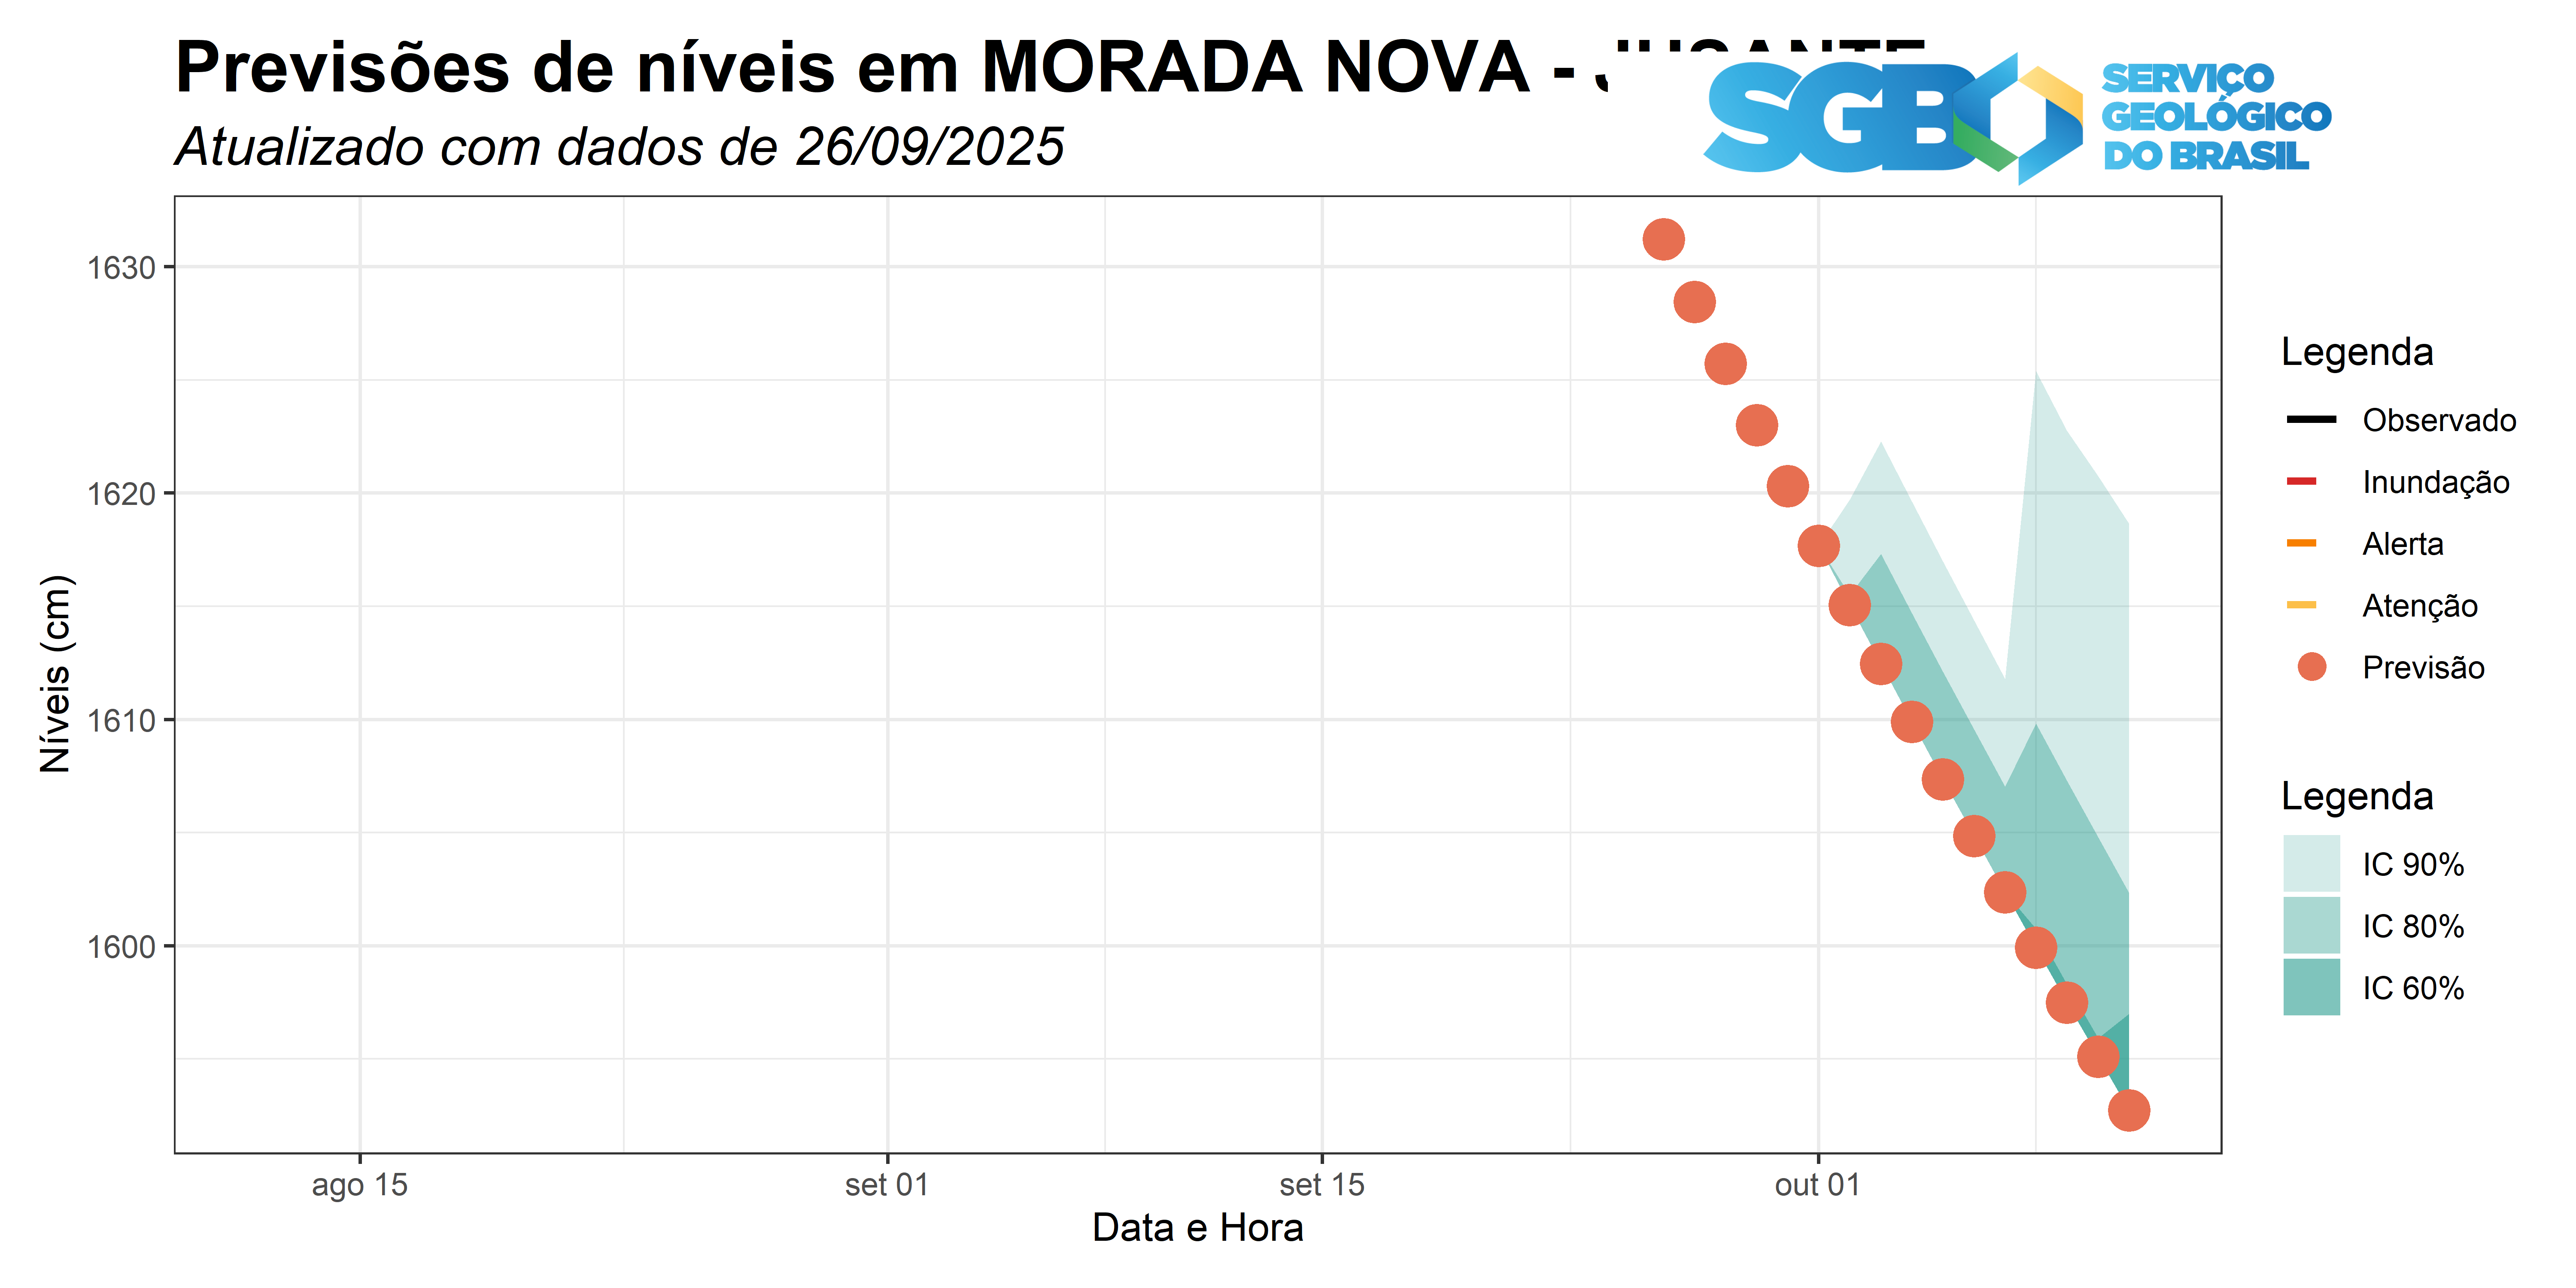 Previsões de níveis em MORADA NOVA - JUSANTE
Atualizado com dados de 26/09/2025
SGB
SERVIÇO
GEOLÓGICO
DO BRASIL
Níveis (cm)
1630
1620
1610
1600
ago 15
set 01
set 15
out 01
Data e Hora
Legenda
Observado
Inundação
Alerta
Atenção
Previsão
Legenda
IC 90%
IC 80%
IC 60%